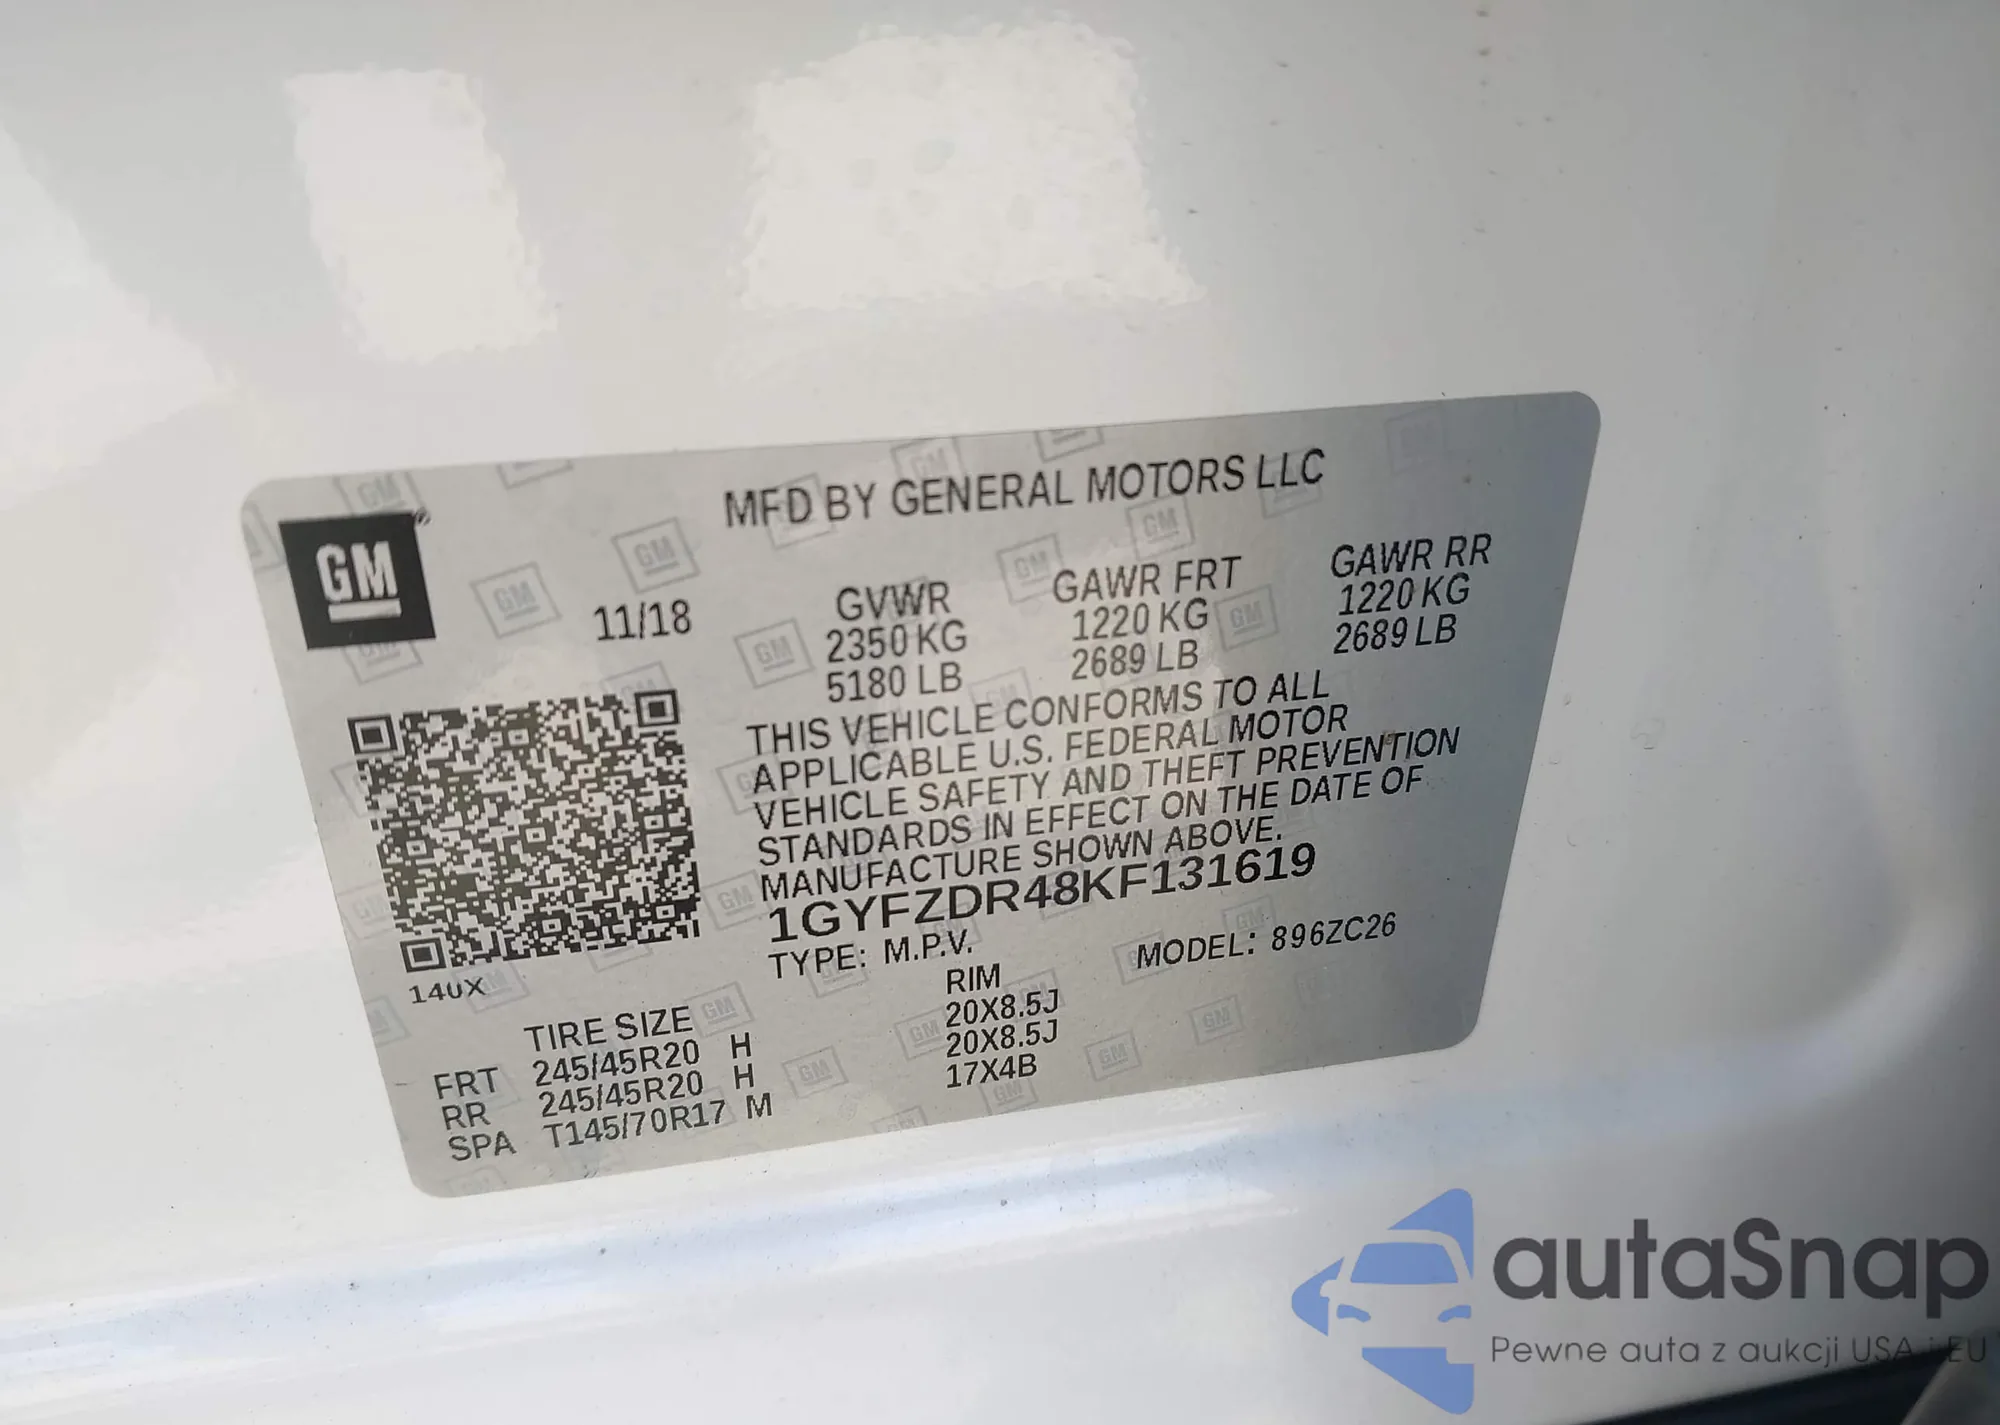 MFD BY GENERAL MOTORS LLC
GM
11/18
GVWR
2350 KG
5180 LB
GAWR FRT
1220 KG
2689 LB
GAWR RR
1220 KG
2689 LB
THIS VEHICLE CONFORMS TO ALL
APPLICABLE U.S. FEDERAL MOTOR
VEHICLE SAFETY AND THEFT PREVENTION
STANDARDS IN EFFECT ON THE DATE OF
MANUFACTURE SHOWN ABOVE.
1GYFZDR48KF131619
TYPE: M.P.V. MODEL: 896ZC26
140X
TIRE SIZE RIM
FRT 245/45R20 H 20X8.5J
RR 245/45R20 H 20X8.5J
SPA T145/70R17 M 17X4B
autaSnap
Pewne auta z aukcji USA i EU